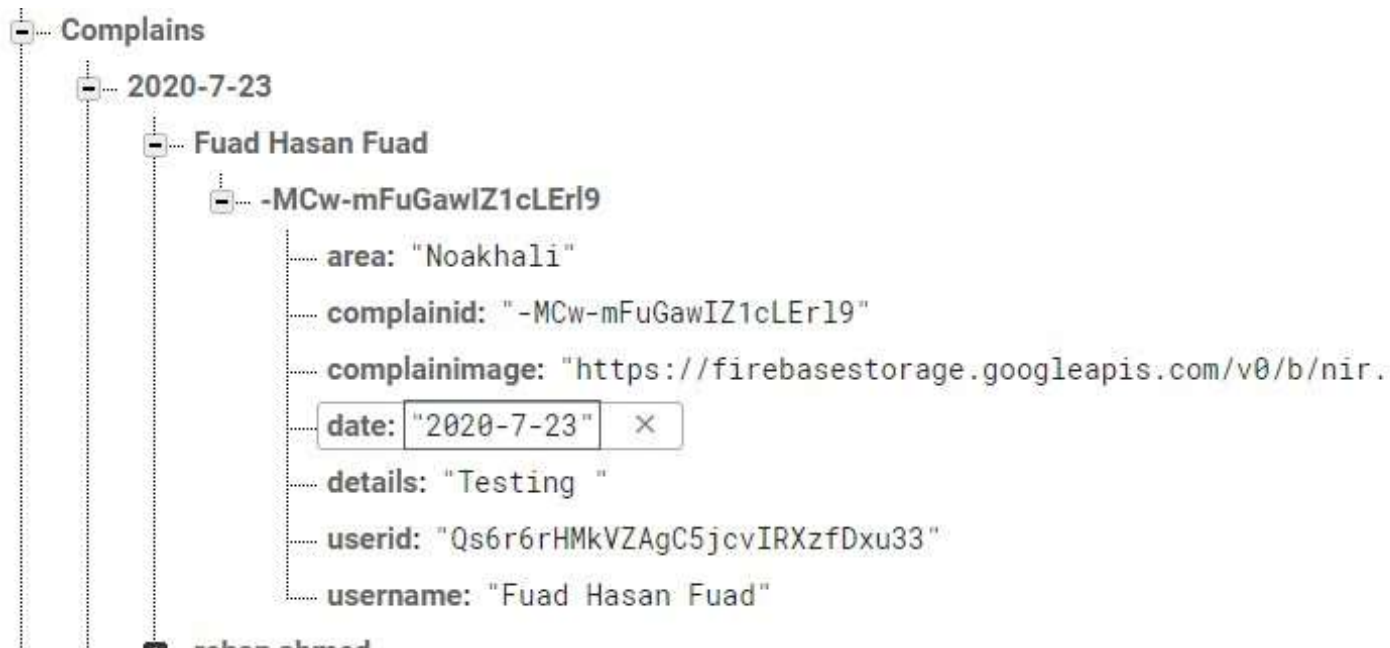 Complains
2020-7-23
Fuad Hasan Fuad
-MCw-mFuGawIZ1cLErl9
area: "Noakhali"
complainid: "-MCw-mFuGawIZ1cLErl9"
complainimage: "https://firebasestorage.googleapis.com/v0/b/nir.
date: "2020-7-23" ×
details: "Testing "
userid: "Qs6r6rHMkVZAgC5jcvIRXzfDxu33"
username: "Fuad Hasan Fuad"